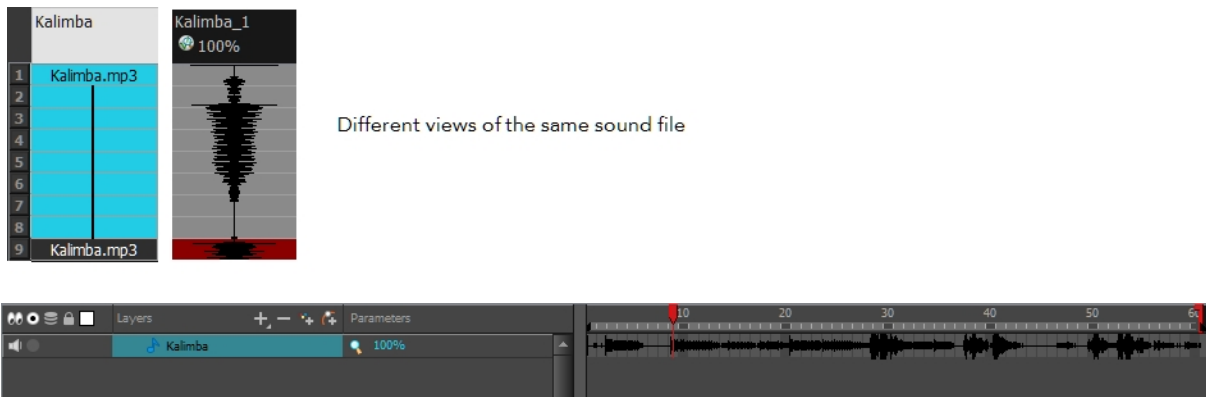 Kalimba
Kalimba_1
100%
1 Kalimba.mp3
2
3
4
5
6
7
8
9 Kalimba.mp3
Different views of the same sound file
Layers Parameters 10 20 30 40 50 60
Kalimba 100%